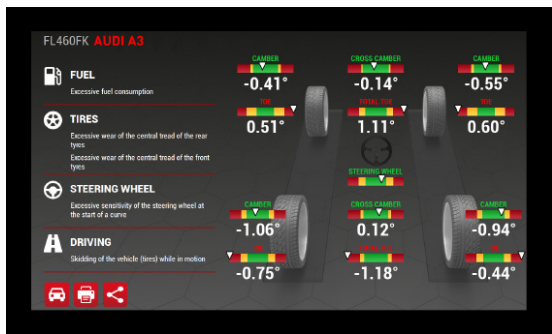 FL460FK AUDI A3
FUEL
Excessive fuel consumption
TIRES
Excessive wear of the central tread of the rear
tyres
Excessive wear of the central tread of the front
tyres
STEERING WHEEL
Excessive sensitivity of the steering wheel at
the start of a curve
DRIVING
Skidding of the vehicle (tires) while in motion
CAMBER
-0.41°
CROSS CAMBER
-0.14°
CAMBER
-0.55°
TOE
0.51°
TOTAL TOE
1.11°
TOE
0.60°
STEERING WHEEL
CAMBER
-1.06°
CROSS CAMBER
0.12°
CAMBER
-0.94°
TOE
-0.75°
TOTAL TOE
-1.18°
TOE
-0.44°